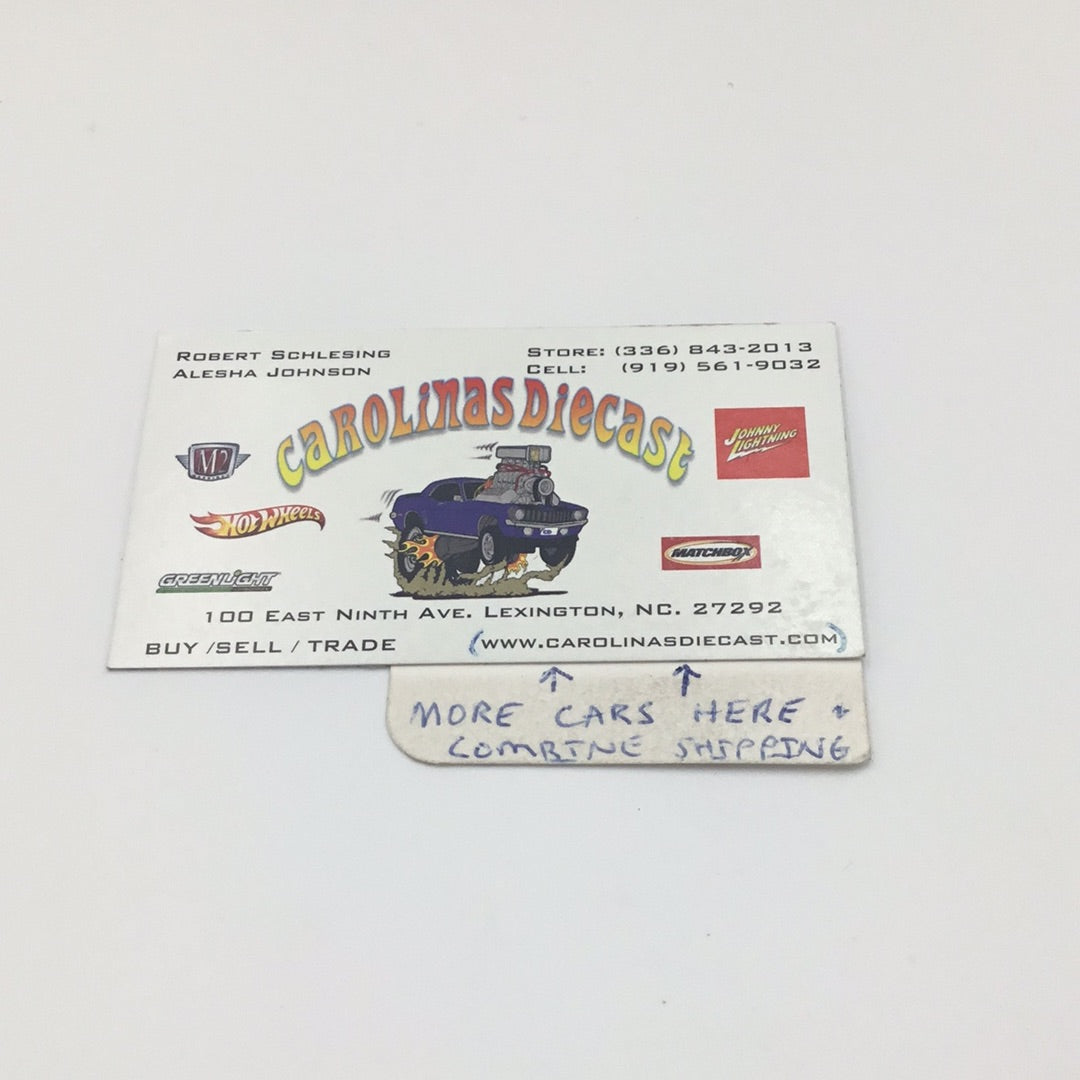 ROBERT SCHLESING
ALESHA JOHNSON
STORE: (336) 843-2013
CELL: (919) 561-9032
CAROLINAS DIECAST
M2
JOHNNY LIGHTNING
HOT WHEELS
MATCHBOX
GREENLIGHT
100 EAST NINTH AVE. LEXINGTON, NC. 27292
BUY /SELL / TRADE (WWW.CAROLINASDIECAST.COM)
↑ ↑
MORE CARS HERE +
COMBINE SHIPPING